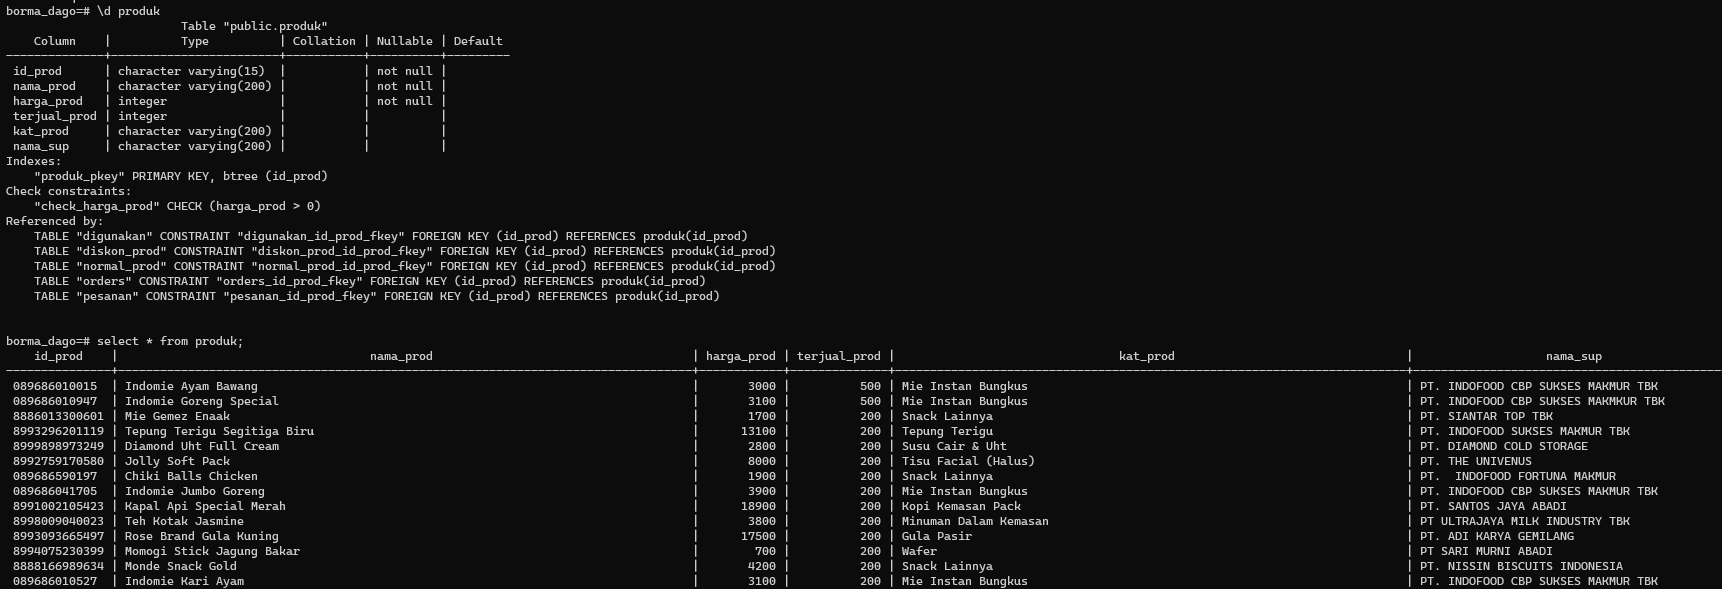 borma_dago=# \d produk
Table "public.produk"
Column | Type | Collation | Nullable | Default
id_prod | character varying(15) | | not null |
nama_prod | character varying(200) | | not null |
harga_prod | integer | | not null |
terjual_prod | integer | | |
kat_prod | character varying(200) | | |
nama_sup | character varying(200) | | |
Indexes:
"produk_pkey" PRIMARY KEY, btree (id_prod)
Check constraints:
"check_harga_prod" CHECK (harga_prod > 0)
Referenced by:
TABLE "digunakan" CONSTRAINT "digunakan_id_prod_fkey" FOREIGN KEY (id_prod) REFERENCES produk(id_prod)
TABLE "diskon_prod" CONSTRAINT "diskon_prod_id_prod_fkey" FOREIGN KEY (id_prod) REFERENCES produk(id_prod)
TABLE "normal_prod" CONSTRAINT "normal_prod_id_prod_fkey" FOREIGN KEY (id_prod) REFERENCES produk(id_prod)
TABLE "orders" CONSTRAINT "orders_id_prod_fkey" FOREIGN KEY (id_prod) REFERENCES produk(id_prod)
TABLE "pesanan" CONSTRAINT "pesanan_id_prod_fkey" FOREIGN KEY (id_prod) REFERENCES produk(id_prod)
borma_dago=# select * from produk;
id_prod | nama_prod | harga_prod | terjual_prod | kat_prod | nama_sup
089686010015 | Indomie Ayam Bawang | 3000 | 500 | Mie Instan Bungkus | PT. INDOFOOD CBP SUKSES MAKMUR TBK
089686010947 | Indomie Goreng Special | 3100 | 500 | Mie Instan Bungkus | PT. INDOFOOD CBP SUKSES MAKMKUR TBK
8886013300601 | Mie Gemez Enaak | 1700 | 200 | Snack Lainnya | PT. SIANTAR TOP TBK
8993296201119 | Tepung Terigu Segitiga Biru | 13100 | 200 | Tepung Terigu | PT. INDOFOOD SUKSES MAKMUR TBK
8999898973249 | Diamond Uht Full Cream | 2800 | 200 | Susu Cair & Uht | PT. DIAMOND COLD STORAGE
8992759170580 | Jolly Soft Pack | 8000 | 200 | Tisu Facial (Halus) | PT. THE UNIVENUS
089686590197 | Chiki Balls Chicken | 1900 | 200 | Snack Lainnya | PT.  INDOFOOD FORTUNA MAKMUR
089686041705 | Indomie Jumbo Goreng | 3900 | 200 | Mie Instan Bungkus | PT. INDOFOOD CBP SUKSES MAKMUR TBK
8991002105423 | Kapal Api Special Merah | 18900 | 200 | Kopi Kemasan Pack | PT. SANTOS JAYA ABADI
8998009040023 | Teh Kotak Jasmine | 3800 | 200 | Minuman Dalam Kemasan | PT ULTRAJAYA MILK INDUSTRY TBK
8993093665497 | Rose Brand Gula Kuning | 17500 | 200 | Gula Pasir | PT. ADI KARYA GEMILANG
8994075230399 | Momogi Stick Jagung Bakar | 700 | 200 | Wafer | PT SARI MURNI ABADI
8888166989634 | Monde Snack Gold | 4200 | 200 | Snack Lainnya | PT. NISSIN BISCUITS INDONESIA
089686010527 | Indomie Kari Ayam | 3100 | 200 | Mie Instan Bungkus | PT. INDOFOOD CBP SUKSES MAKMUR TBK